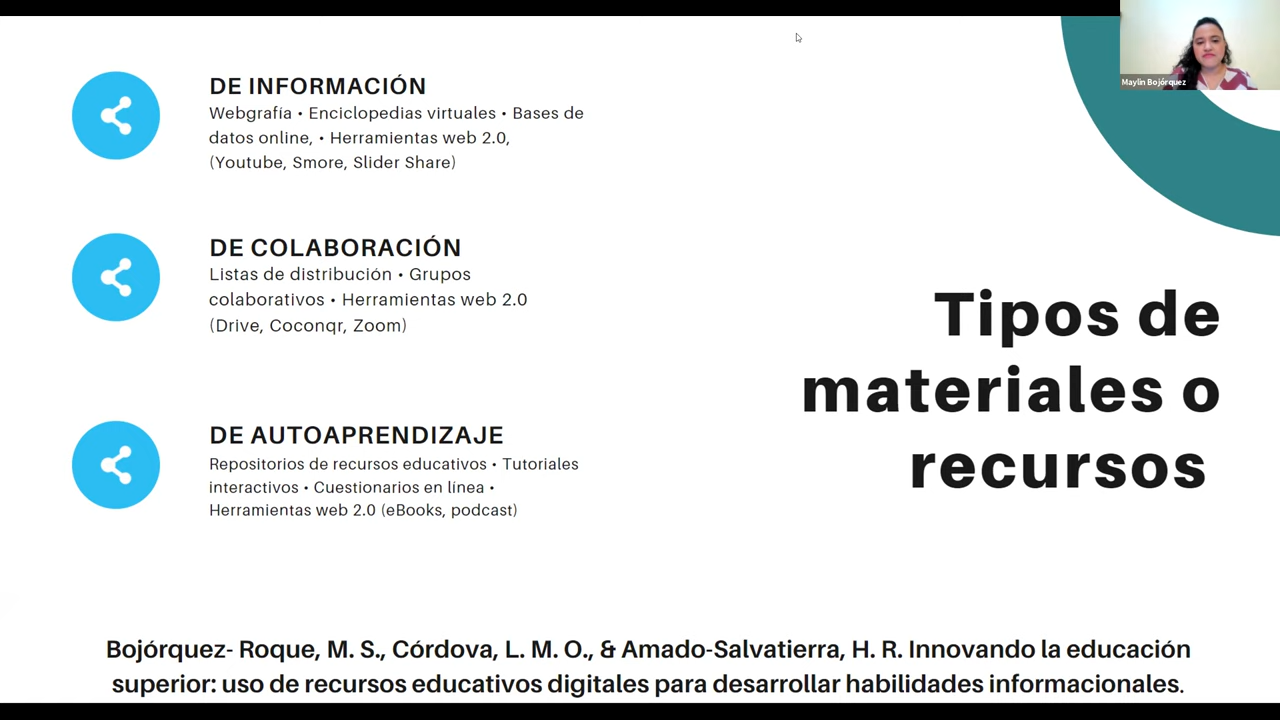 Maylin Bojórquez
DE INFORMACIÓN
Webgrafía • Enciclopedias virtuales • Bases de
datos online, • Herramientas web 2.0,
(Youtube, Smore, Slider Share)
DE COLABORACIÓN
Listas de distribución • Grupos
colaborativos • Herramientas web 2.0
(Drive, Coconqr, Zoom)
DE AUTOAPRENDIZAJE
Repositorios de recursos educativos • Tutoriales
interactivos • Cuestionarios en línea •
Herramientas web 2.0 (eBooks, podcast)
Tipos de
materiales o
recursos
Bojórquez- Roque, M. S., Córdova, L. M. O., & Amado-Salvatierra, H. R. Innovando la educación
superior: uso de recursos educativos digitales para desarrollar habilidades informacionales.